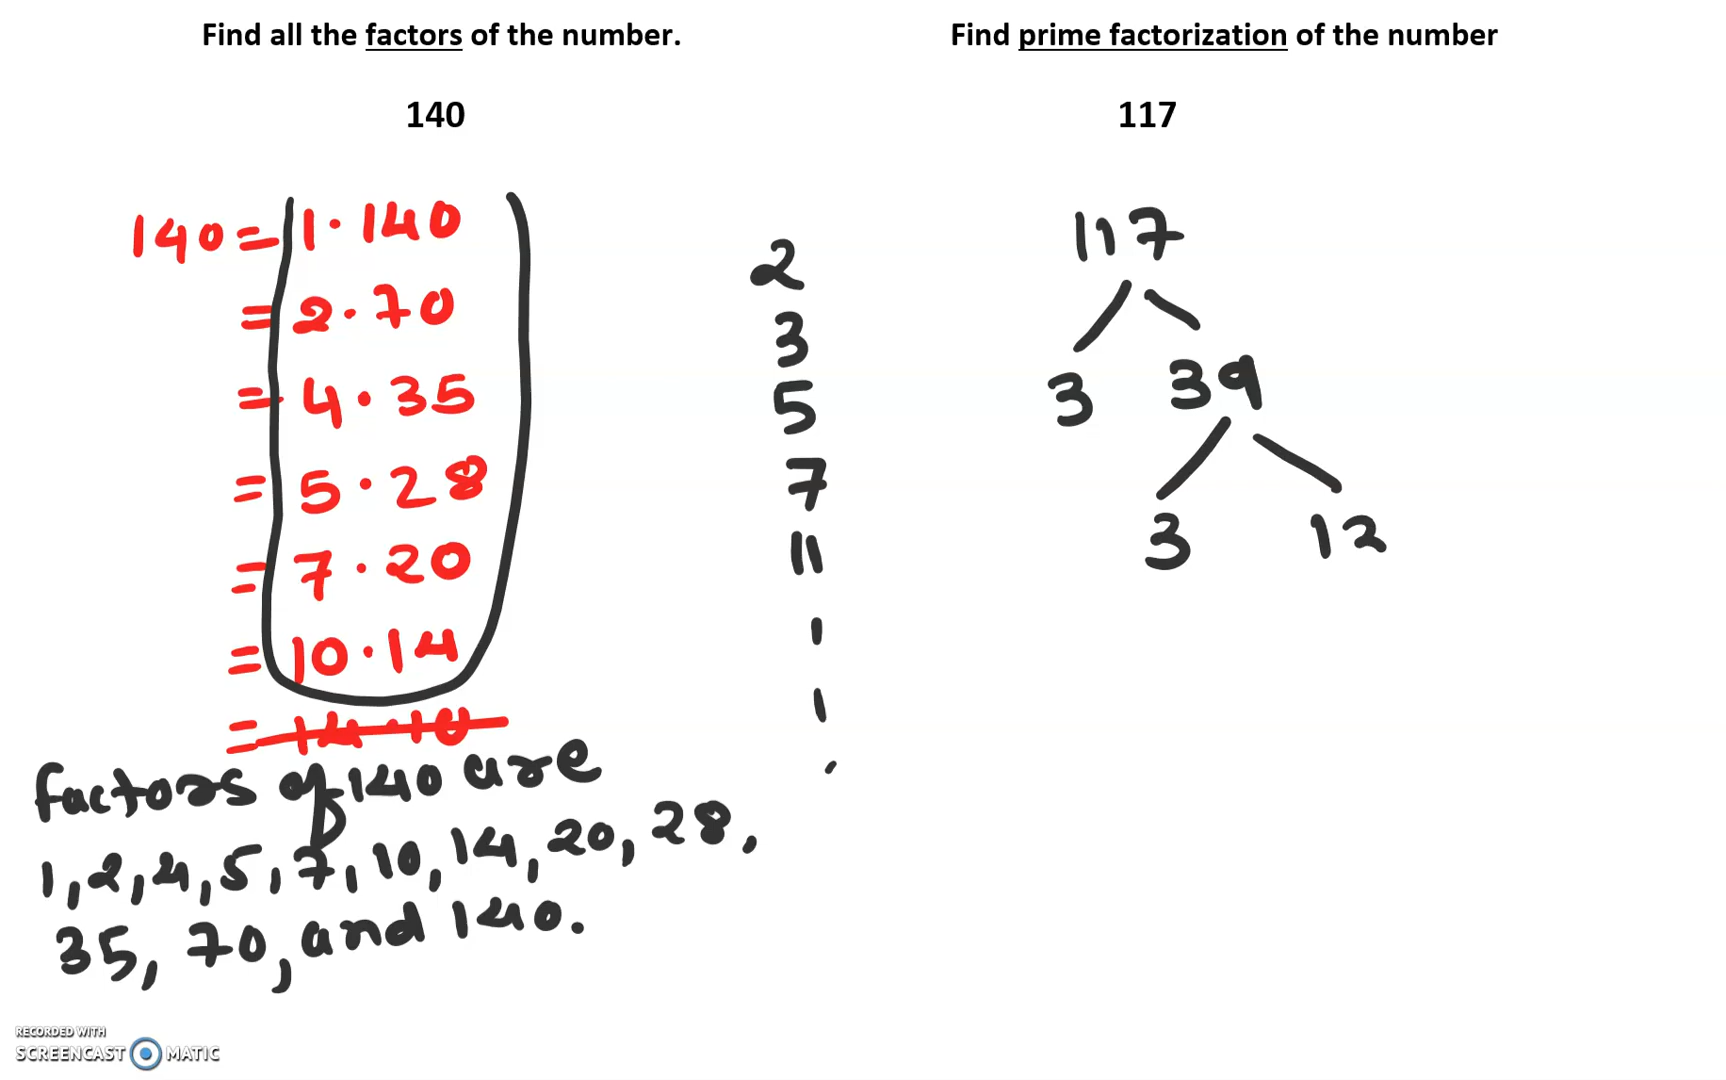 Find all the factors of the number.
140
140 = 1 · 140
= 2 · 70
= 4 · 35
= 5 · 28
= 7 · 20
= 10 · 14
= 14 · 10
factors of 140 are
1, 2, 4, 5, 7, 10, 14, 20, 28,
35, 70, and 140.
2
3
5
7
11
Find prime factorization of the number
117
117
3 39
3 12
RECORDED WITH
SCREENCAST MATIC